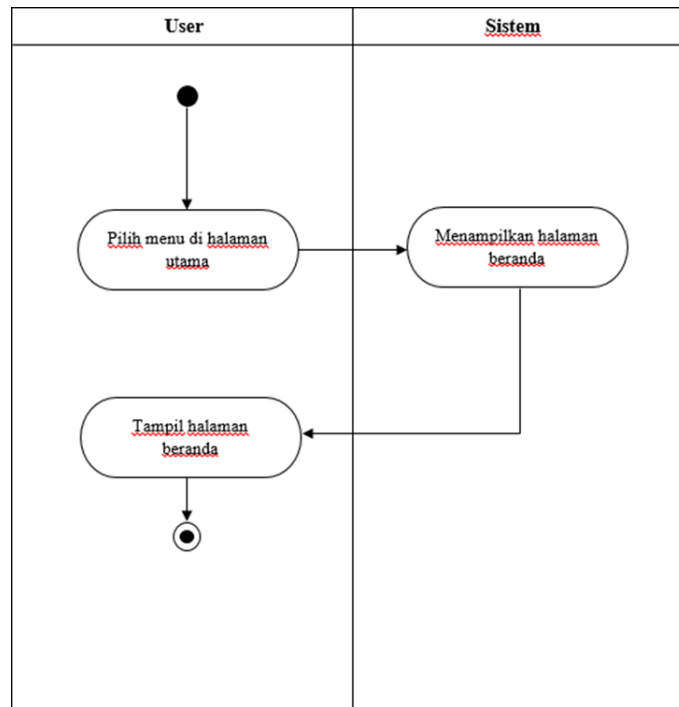 User
Sistem
Pilih menu di halaman
utama
Menampilkan halaman
beranda
Tampil halaman
beranda